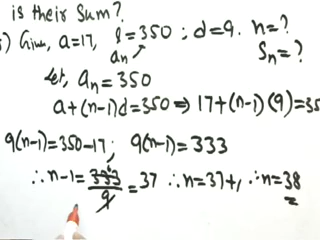 is their Sum?
) Given, a=17, l=350 ; d=9. n=?
an Sn=?
Let, an=350
a+(n-1)d=350 ⇒ 17+(n-1)(9)=35
9(n-1)=350-17; 9(n-1)=333
∴ n-1=333/9=37 ∴ n=37+1, ∴ n=38